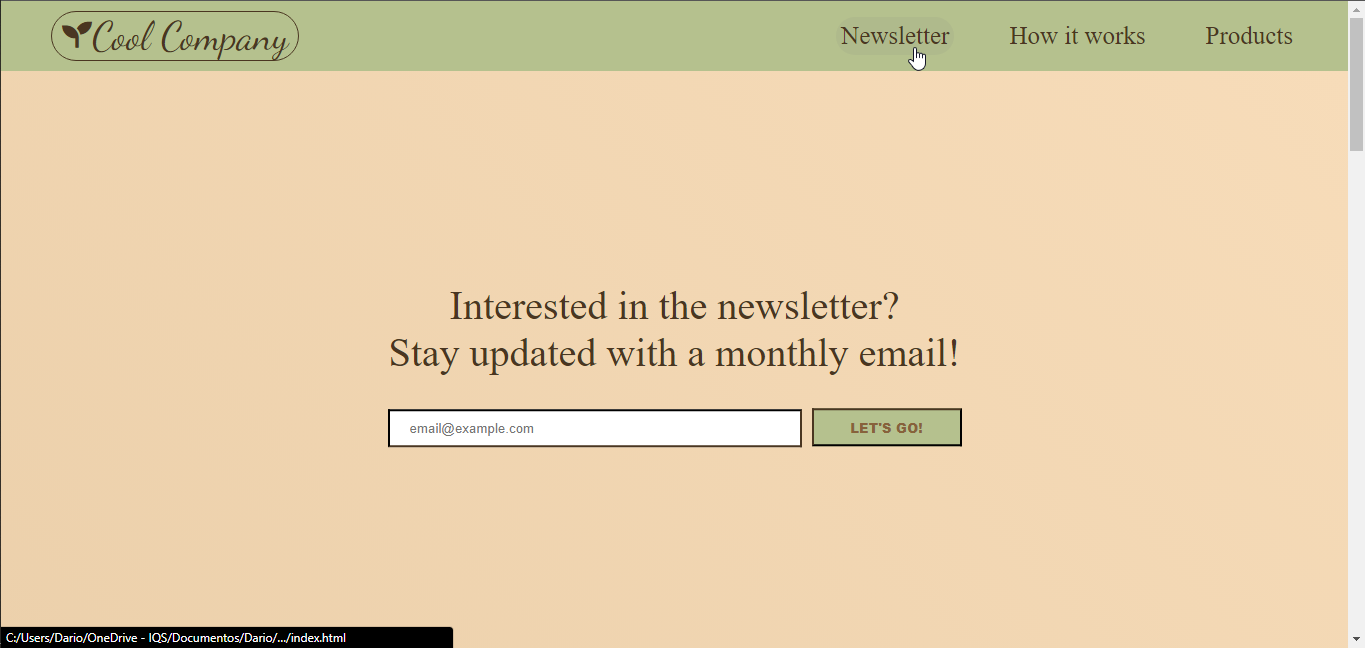 Cool Company
Newsletter
How it works
Products
Interested in the newsletter?
Stay updated with a monthly email!
email@example.com
LET'S GO!
C:/Users/Dario/OneDrive - IQS/Documentos/Dario/.../index.html